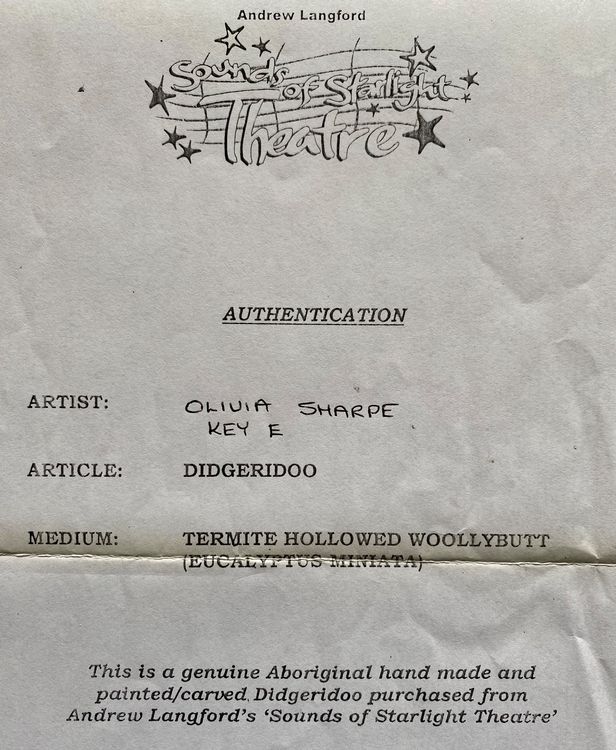 Andrew Langford
Sounds of Starlight
Theatre
AUTHENTICATION
ARTIST: OLIVIA SHARPE
KEY E
ARTICLE: DIDGERIDOO
MEDIUM: TERMITE HOLLOWED WOOLLYBUTT
(EUCALYPTUS MINIATA)
This is a genuine Aboriginal hand made and
painted/carved Didgeridoo purchased from
Andrew Langford's 'Sounds of Starlight Theatre'